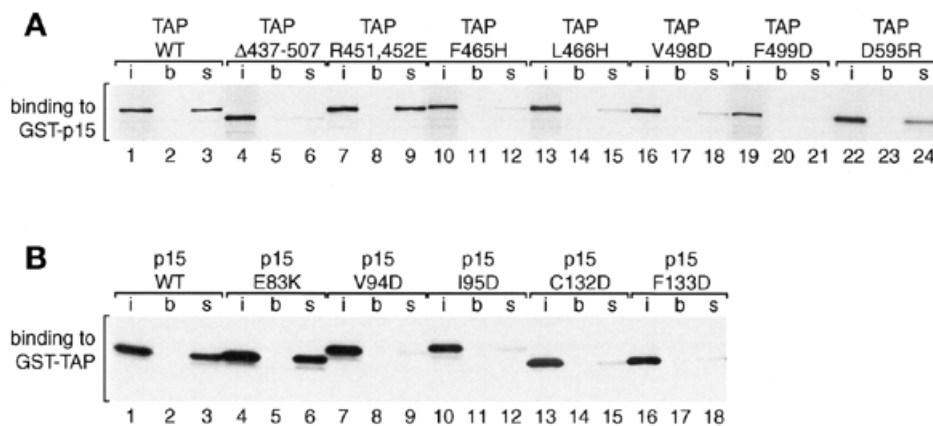 A
TAP TAP TAP TAP TAP TAP TAP TAP
WT Δ437-507 R451,452E F465H L466H V498D F499D D595R
i b s i b s i b s i b s i b s i b s i b s i b s
binding to
GST-p15
1 2 3 4 5 6 7 8 9 10 11 12 13 14 15 16 17 18 19 20 21 22 23 24
B
p15 p15 p15 p15 p15 p15
WT E83K V94D I95D C132D F133D
i b s i b s i b s i b s i b s i b s
binding to
GST-TAP
1 2 3 4 5 6 7 8 9 10 11 12 13 14 15 16 17 18